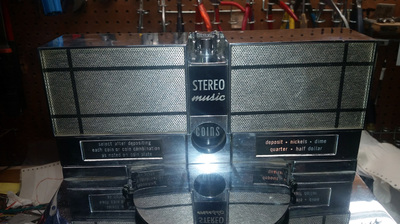 STEREO
music
COINS
select after depositing
each coin or coin combination
as noted on coin plate
deposit • nickels • dime
quarter • half dollar